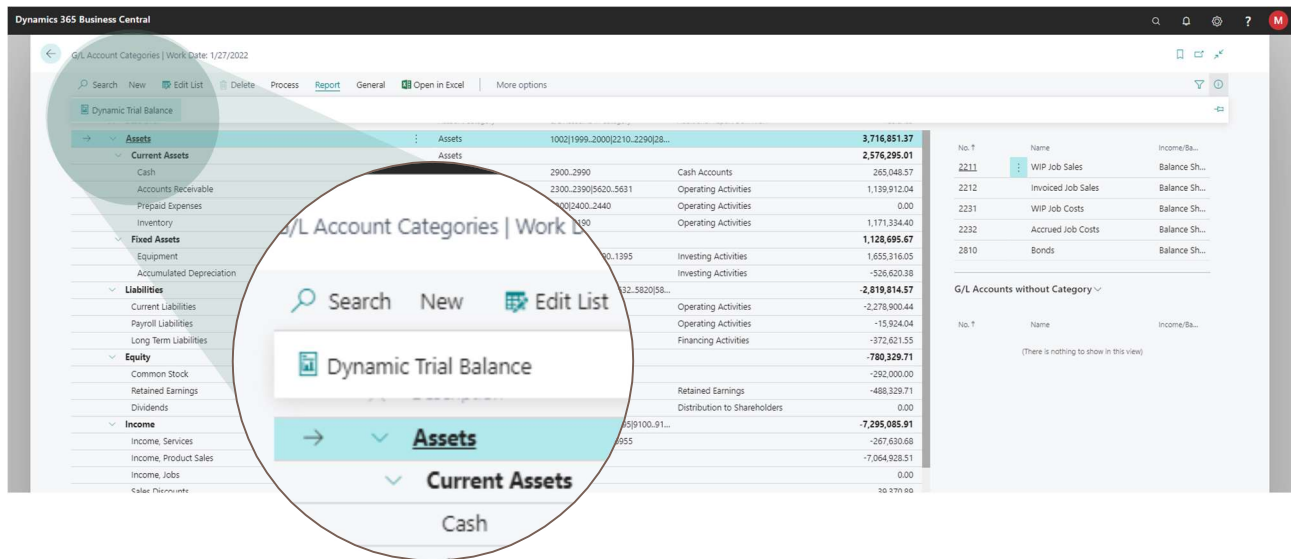 Dynamics 365 Business Central
?
M
G/L Account Categories | Work Date: 1/27/2022
Search New Edit List Delete Process Report General Open in Excel More options
Dynamic Trial Balance
Assets Assets 1002|1999..2000|2210..2290|28... 3,716,851.37
Current Assets Assets 2,576,295.01
Cash 2900..2990 Cash Accounts 265,048.57
Accounts Receivable 2300..2390|5620..5631 Operating Activities 1,139,912.04
Prepaid Expenses |2400..2440 Operating Activities 0.00
Inventory Operating Activities 1,171,334.40
Fixed Assets 1,128,695.67
Equipment ..1395 Investing Activities 1,655,316.05
Accumulated Depreciation Investing Activities -526,620.38
Liabilities ..5820|58... -2,819,814.57
Current Liabilities Operating Activities -2,278,900.44
Payroll Liabilities Operating Activities -15,924.04
Long Term Liabilities Financing Activities -372,621.55
Equity -780,329.71
Common Stock -292,000.00
Retained Earnings Retained Earnings -488,329.71
Dividends Distribution to Shareholders 0.00
Income |9100..91... -7,295,085.91
Income, Services -267,630.68
Income, Product Sales -7,064,928.51
Income, Jobs 0.00
Sales Discounts 39,370.89
No. ↑ Name Income/Ba...
2211 WIP Job Sales Balance Sh...
2212 Invoiced Job Sales Balance Sh...
2231 WIP Job Costs Balance Sh...
2232 Accrued Job Costs Balance Sh...
2810 Bonds Balance Sh...
G/L Accounts without Category
No. ↑ Name Income/Ba...
(There is nothing to show in this view)
G/L Account Categories | Work D
Search New Edit List
Dynamic Trial Balance
Assets
Current Assets
Cash